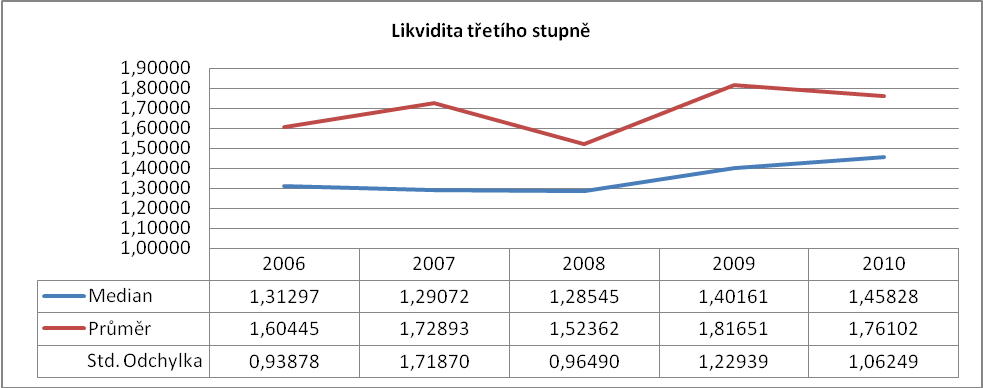 Likvidita třetího stupně
1,90000
1,80000
1,70000
1,60000
1,50000
1,40000
1,30000
1,20000
1,10000
1,00000
2006 2007 2008 2009 2010
Median 1,31297 1,29072 1,28545 1,40161 1,45828
Průměr 1,60445 1,72893 1,52362 1,81651 1,76102
Std. Odchylka 0,93878 1,71870 0,96490 1,22939 1,06249